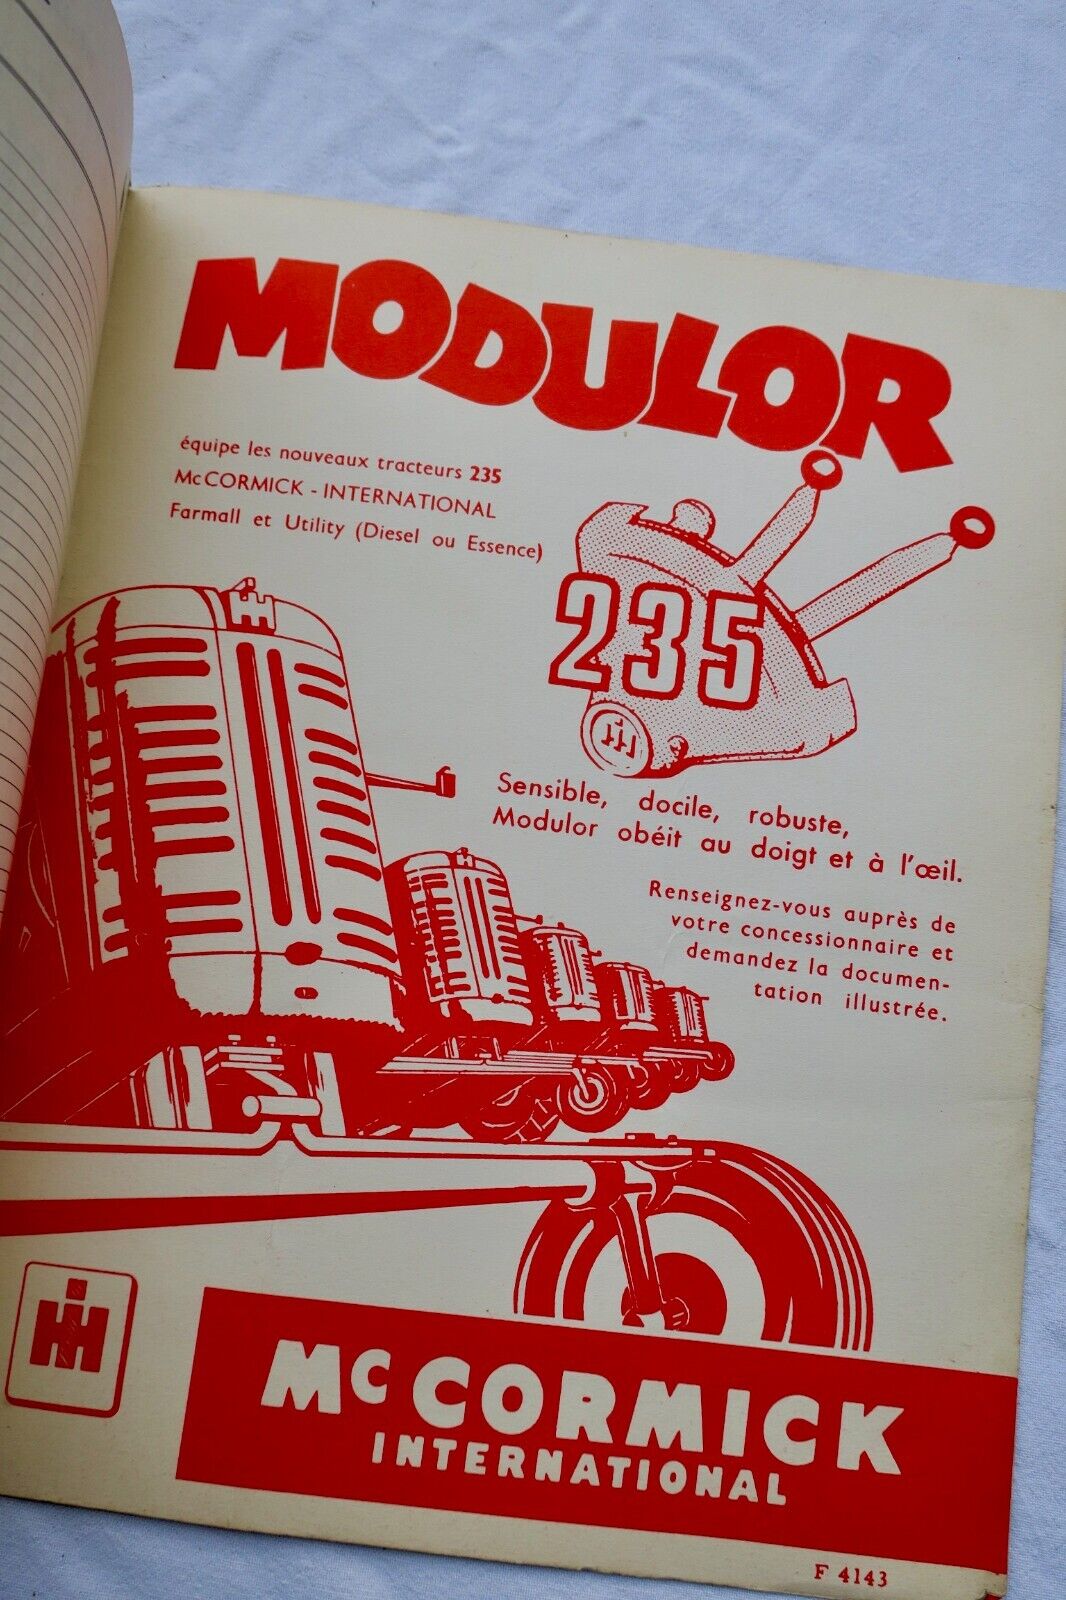 MODULOR
équipe les nouveaux tracteurs 235
McCORMICK - INTERNATIONAL
Farmall et Utility (Diesel ou Essence)
235
Sensible, docile, robuste,
Modulor obéit au doigt et à l'œil.
Renseignez-vous auprès de
votre concessionnaire et
demandez la documen-
tation illustrée.
IH
McCORMICK
INTERNATIONAL
F 4143